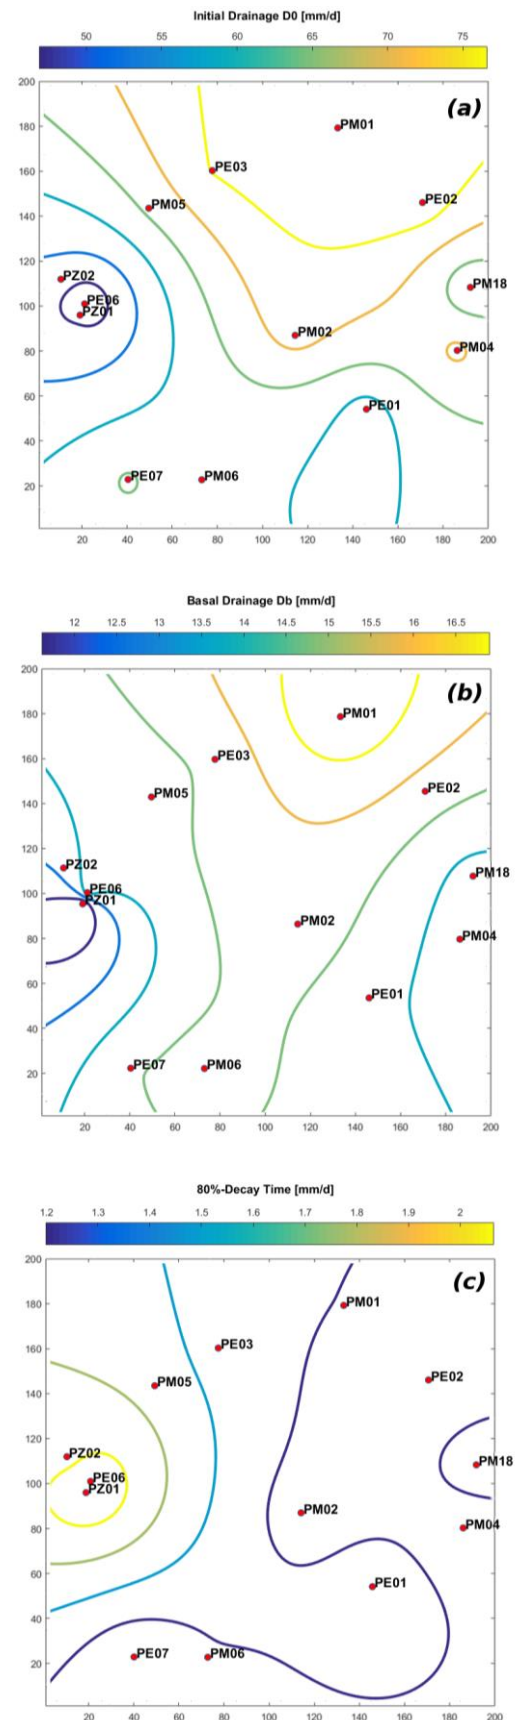 Initial Drainage D0 [mm/d]
50 55 60 65 70 75
200
(a)
180
PM01
160
PE03
PE02
PM05
140
120
PZ02
PM18
100
PE06
PZ01
PM02
80
PM04
60
PE01
40
20
PE07
PM06
20 40 60 80 100 120 140 160 180 200
Basal Drainage Db [mm/d]
12 12.5 13 13.5 14 14.5 15 15.5 16 16.5
200
(b)
180
PM01
160
PE03
PE02
PM05
140
120
PZ02
PM18
100
PE06
PZ01
PM02
80
PM04
60
PE01
40
20
PE07
PM06
20 40 60 80 100 120 140 160 180 200
80%-Decay Time [mm/d]
1.2 1.3 1.4 1.5 1.6 1.7 1.8 1.9 2
200
(c)
180
PM01
160
PE03
PE02
PM05
140
120
PZ02
PM18
100
PE06
PZ01
PM02
80
PM04
60
PE01
40
20
PE07
PM06
20 40 60 80 100 120 140 160 180 200